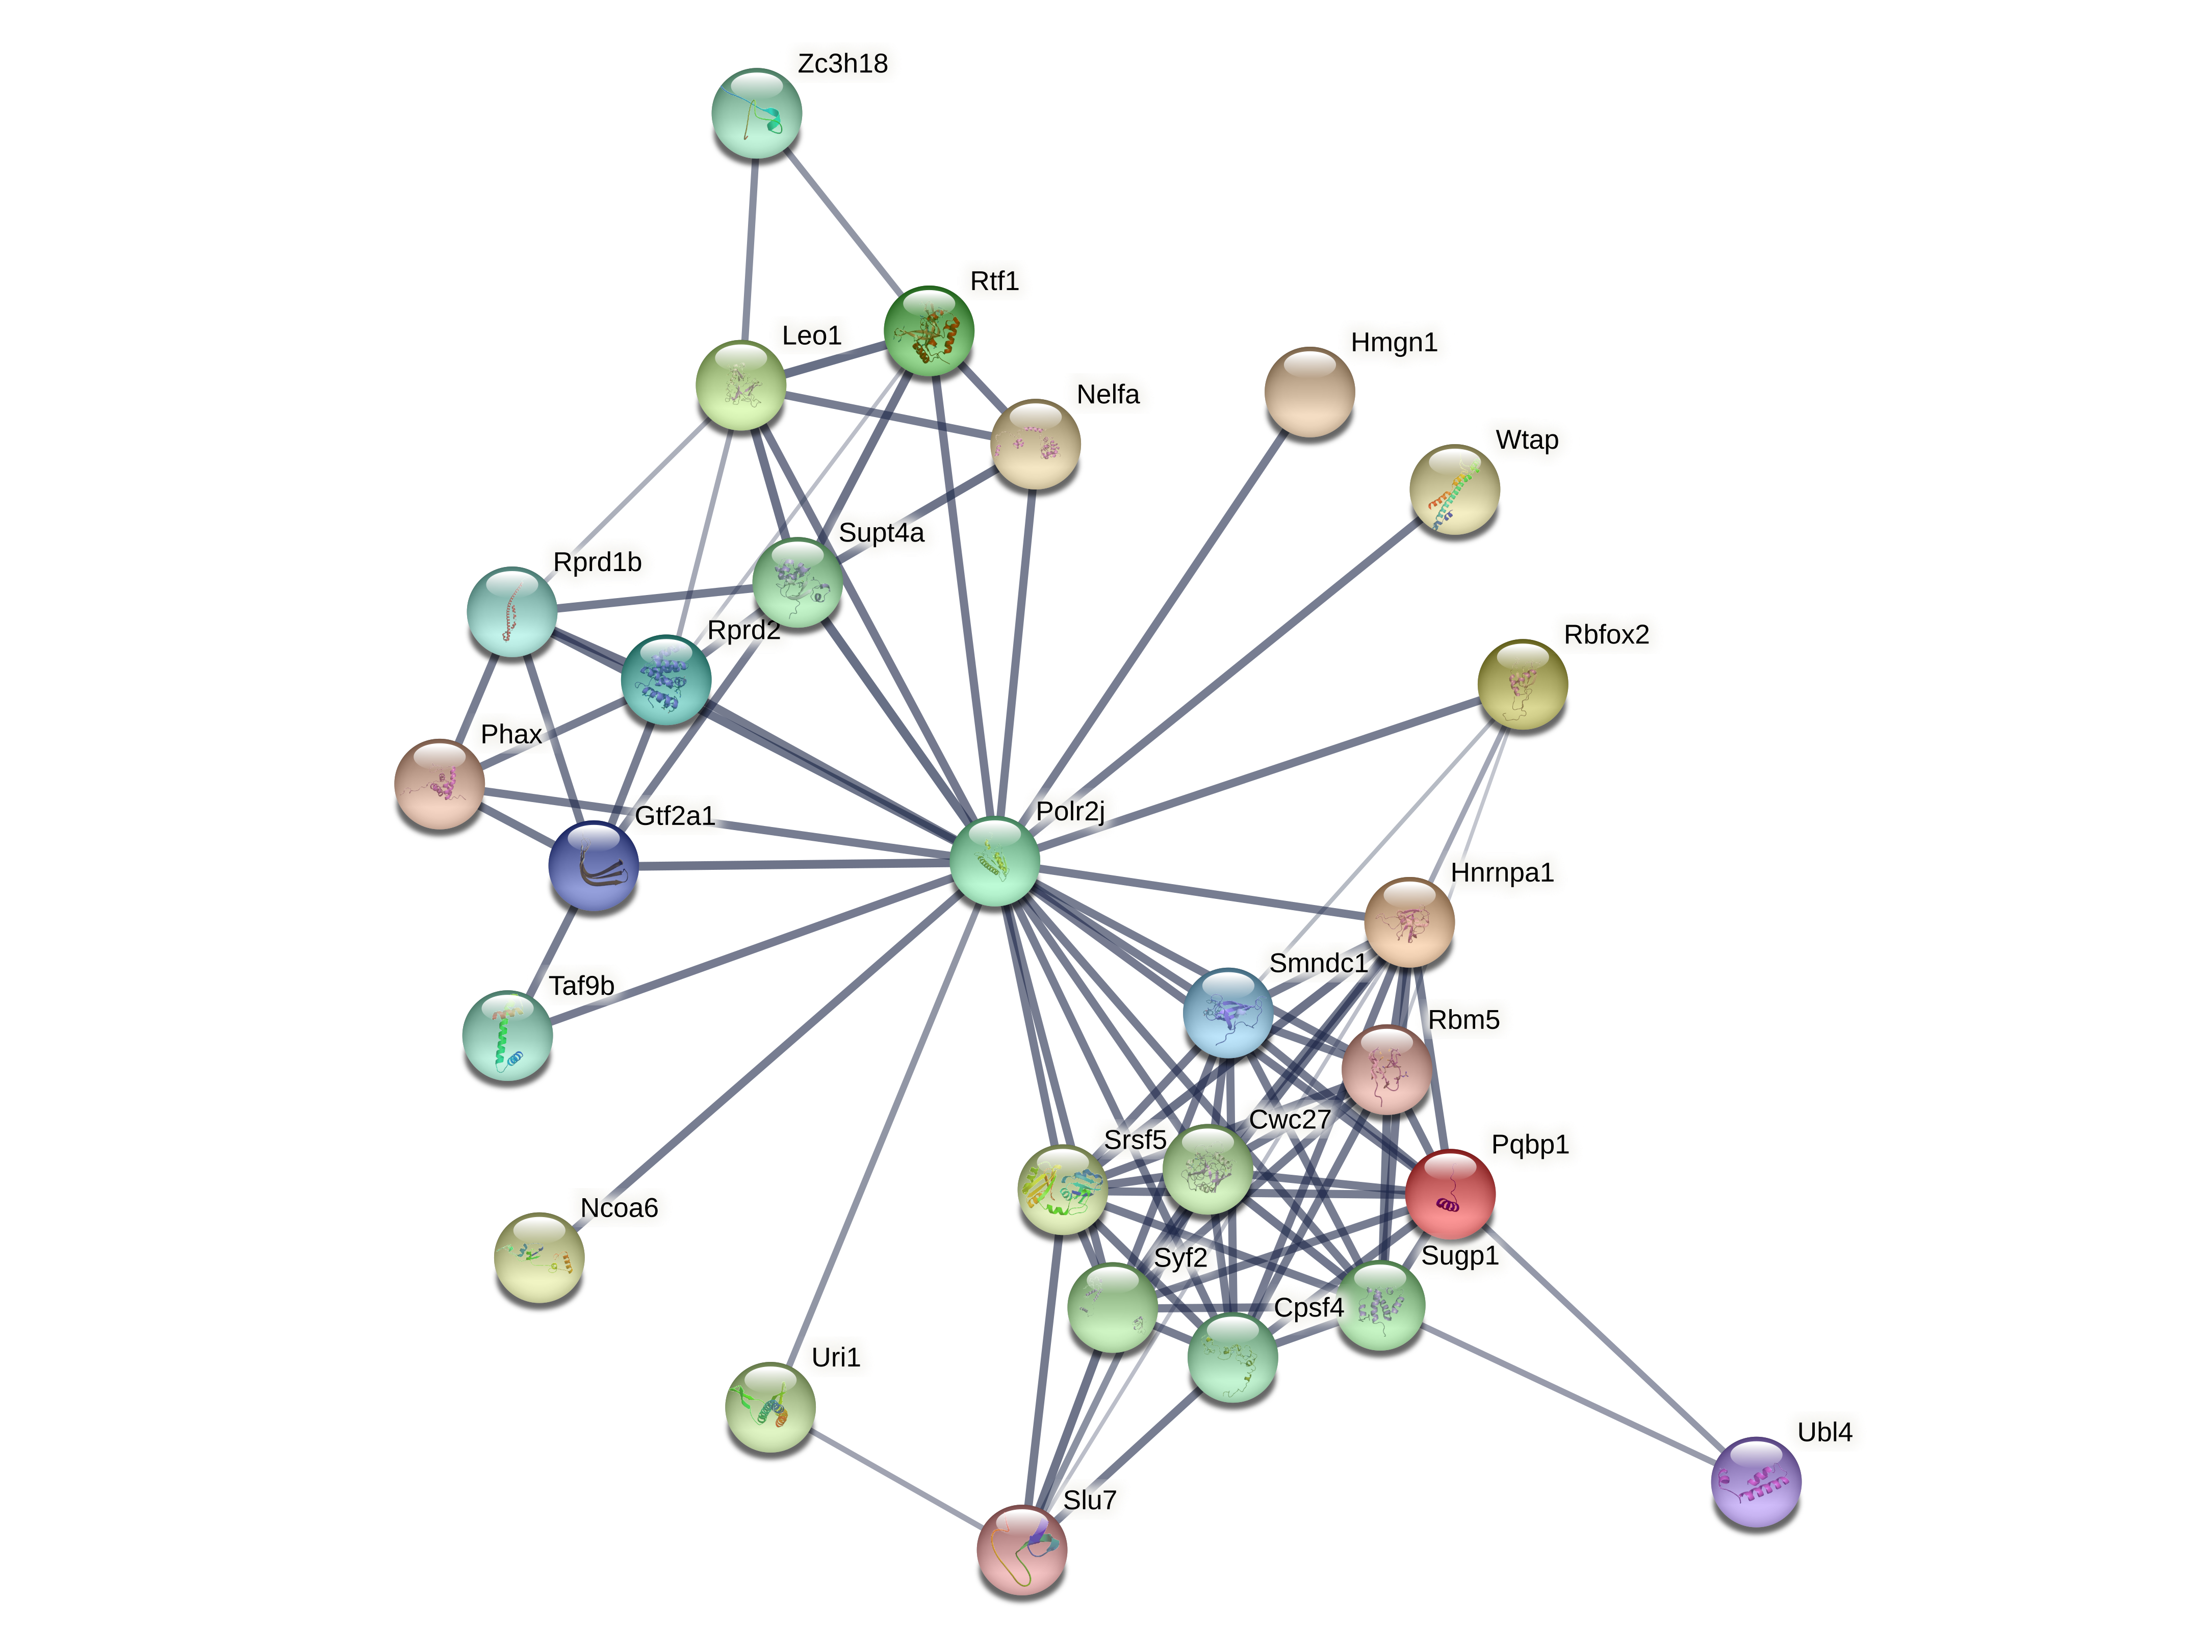 Zc3h18
Rtf1
Leo1
Hmgn1
Nelfa
Wtap
Supt4a
Rprd1b
Rprd2
Rbfox2
Phax
Polr2j
Gtf2a1
Hnrnpa1
Smndc1
Taf9b
Rbm5
Cwc27
Srsf5
Pqbp1
Ncoa6
Syf2
Sugp1
Cpsf4
Uri1
Ubl4
Slu7